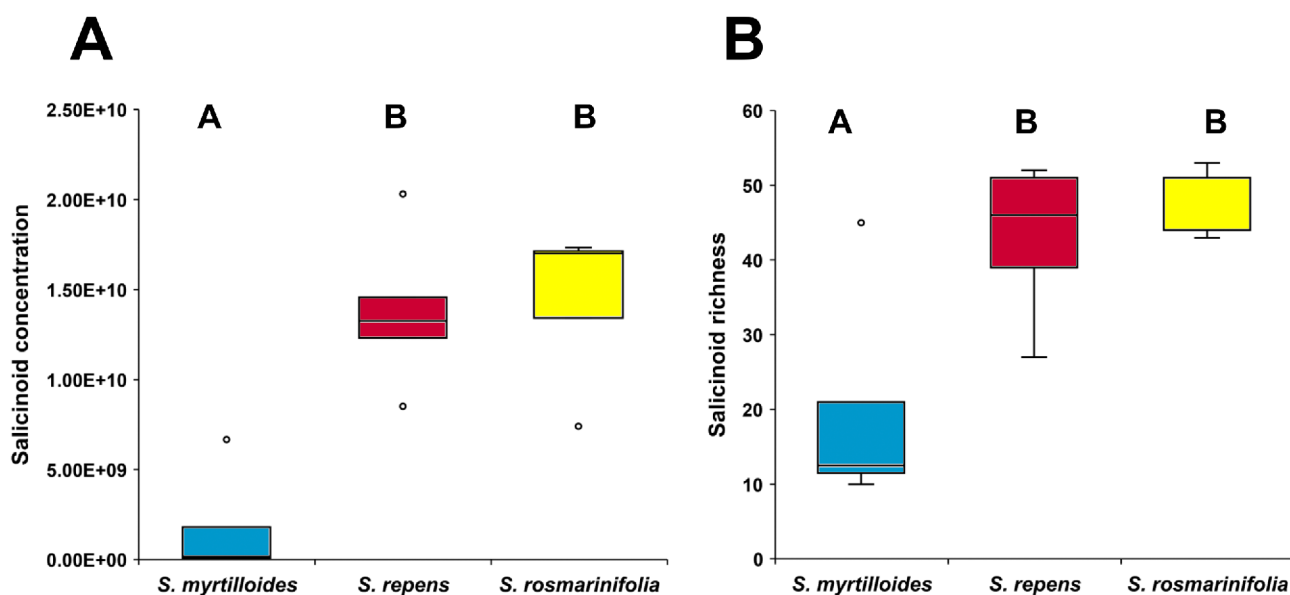 A
Salicinoid concentration
2.50E+10
2.00E+10
1.50E+10
1.00E+10
5.00E+09
0.00E+00
A B B
S. myrtilloides S. repens S. rosmarinifolia
B
Salicinoid richness
60
50
40
30
20
10
0
A B B
S. myrtilloides S. repens S. rosmarinifolia